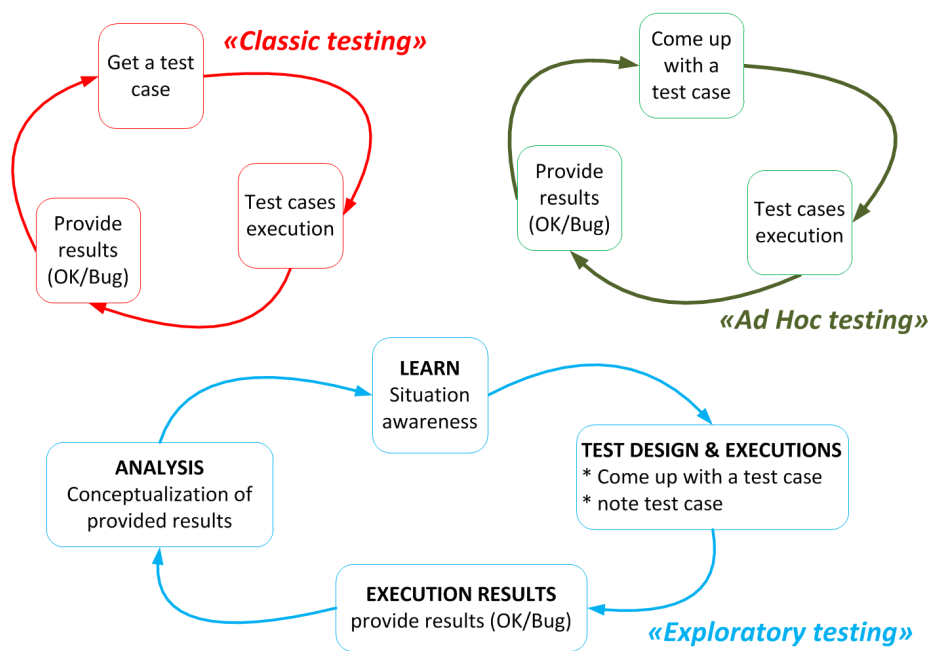 «Classic testing»
Get a test
case
Test cases
execution
Provide
results
(OK/Bug)
Come up
with a
test case
Test cases
execution
Provide
results
(OK/Bug)
«Ad Hoc testing»
LEARN
Situation
awareness
TEST DESIGN & EXECUTIONS
* Come up with a test case
* note test case
EXECUTION RESULTS
provide results (OK/Bug)
ANALYSIS
Conceptualization of
provided results
«Exploratory testing»